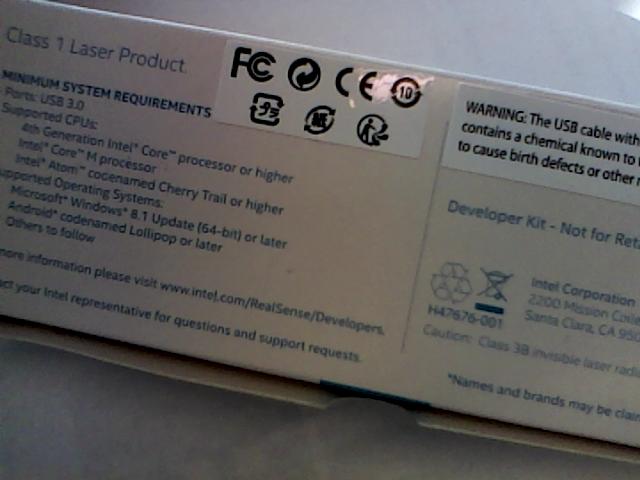 Class 1 Laser Product.
MINIMUM SYSTEM REQUIREMENTS
Ports: USB 3.0
Supported CPUs:
4th Generation Intel® Core™ processor or higher
Intel® Core™ M processor
Intel® Atom™ codenamed Cherry Trail or higher
upported Operating Systems:
Microsoft® Windows® 8.1 Update (64-bit) or later
Android* codenamed Lollipop or later
Others to follow
more information please visit www.intel.com/RealSense/Developers.
act your Intel representative for questions and support requests.
FC CE 10
WARNING: The USB cable with
contains a chemical known to
to cause birth defects or other
Developer Kit - Not for Reta
H47676-001
Intel Corporation
2200 Mission Colle
Santa Clara, CA 950
Caution: Class 3B invisible laser radi
*Names and brands may be clai